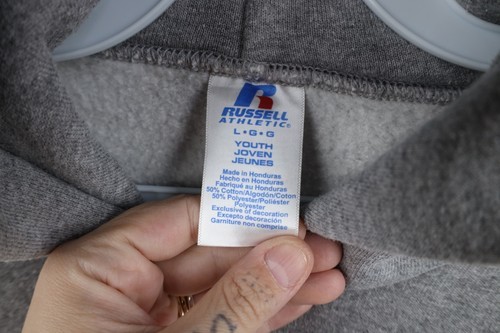 RUSSELL
ATHLETIC®
L • G • G
YOUTH
JOVEN
JEUNES
Made in Honduras
Hecho en Honduras
Fabriqué au Honduras
50% Cotton/Algodón/Coton
50% Polyester/Poliéster
Polyester
Exclusive of decoration
Excepto decoración
Garniture non comprise